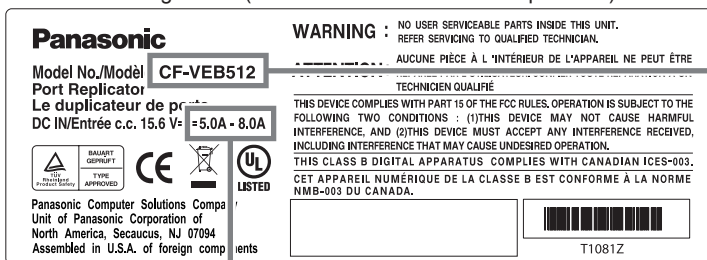 Panasonic
Model No./Modèl CF-VEB512
Port Replicator
Le duplicateur de ports
DC IN/Entrée c.c. 15.6 V= =5.0A - 8.0A
TÜV
Rheinland
Product Safety
BAUART
GEPRUFT
TYPE
APPROVED
CE
UL
LISTED
Panasonic Computer Solutions Company
Unit of Panasonic Corporation of
North America, Secaucus, NJ 07094
Assembled in U.S.A. of foreign components
WARNING : NO USER SERVICEABLE PARTS INSIDE THIS UNIT.
REFER SERVICING TO QUALIFIED TECHNICIAN.
ATTENTION : AUCUNE PIÈCE À L 'INTÉRIEUR DE L'APPAREIL NE PEUT ÊTRE
TECHNICIEN QUALIFIÉ
THIS DEVICE COMPLIES WITH PART 15 OF THE FCC RULES. OPERATION IS SUBJECT TO THE
FOLLOWING TWO CONDITIONS : (1)THIS DEVICE MAY NOT CAUSE HARMFUL
INTERFERENCE, AND (2)THIS DEVICE MUST ACCEPT ANY INTERFERENCE RECEIVED,
INCLUDING INTERFERENCE THAT MAY CAUSE UNDESIRED OPERATION.
THIS CLASS B DIGITAL APPARATUS COMPLIES WITH CANADIAN ICES-003.
CET APPAREIL NUMÉRIQUE DE LA CLASSE B EST CONFORME À LA NORME
NMB-003 DU CANADA.
T1081Z